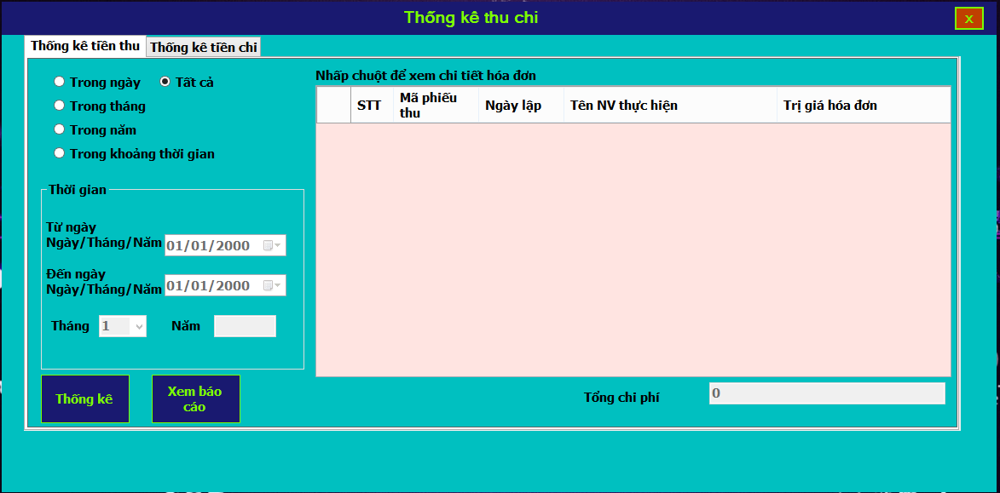 Thống kê thu chi
x
Thống kê tiền thu
Thống kê tiền chi
Trong ngày
Tất cả
Trong tháng
Trong năm
Trong khoảng thời gian
Thời gian
Từ ngày
Ngày/Tháng/Năm
01/01/2000
Đến ngày
Ngày/Tháng/Năm
01/01/2000
Tháng
1
Năm
Thống kê
Xem báo
cáo
Nhấp chuột để xem chi tiết hóa đơn
STT
Mã phiếu
thu
Ngày lập
Tên NV thực hiện
Trị giá hóa đơn
Tổng chi phí
0